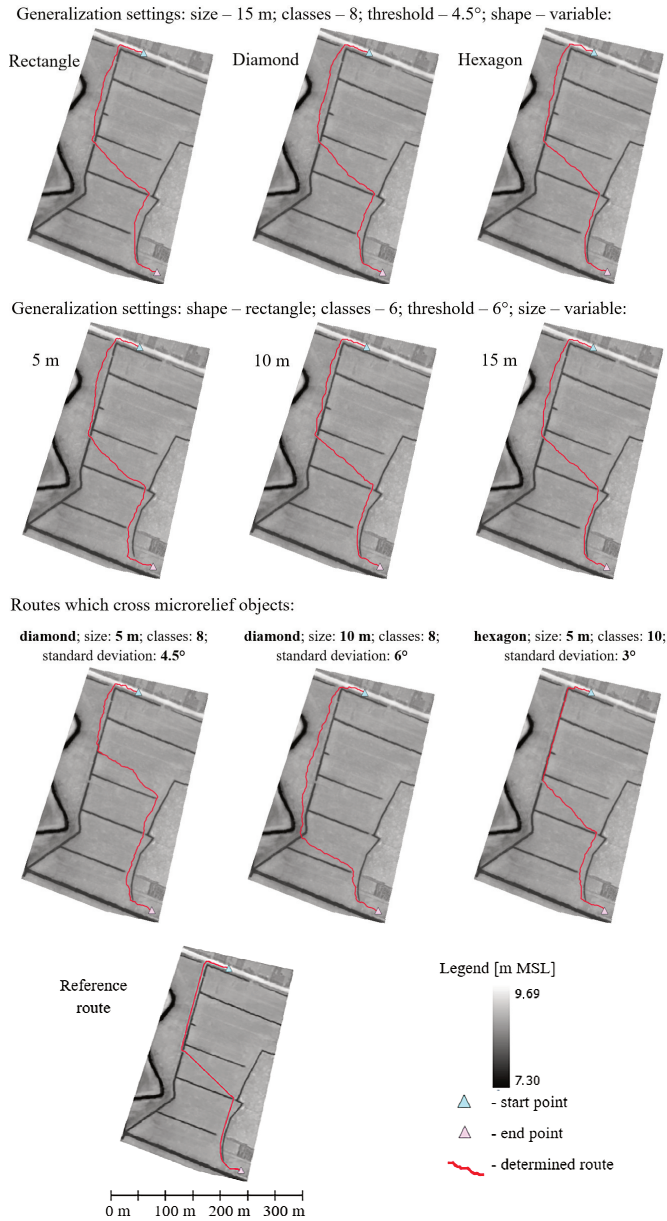 Generalization settings: size – 15 m; classes – 8; threshold – 4.5°; shape – variable:
Rectangle
Diamond
Hexagon
Generalization settings: shape – rectangle; classes – 6; threshold – 6°; size – variable:
5 m
10 m
15 m
Routes which cross microrelief objects:
diamond; size: 5 m; classes: 8;
standard deviation: 4.5°
diamond; size: 10 m; classes: 8;
standard deviation: 6°
hexagon; size: 5 m; classes: 10;
standard deviation: 3°
Reference
route
Legend [m MSL]
9.69
7.30
- start point
- end point
- determined route
0 m 100 m 200 m 300 m